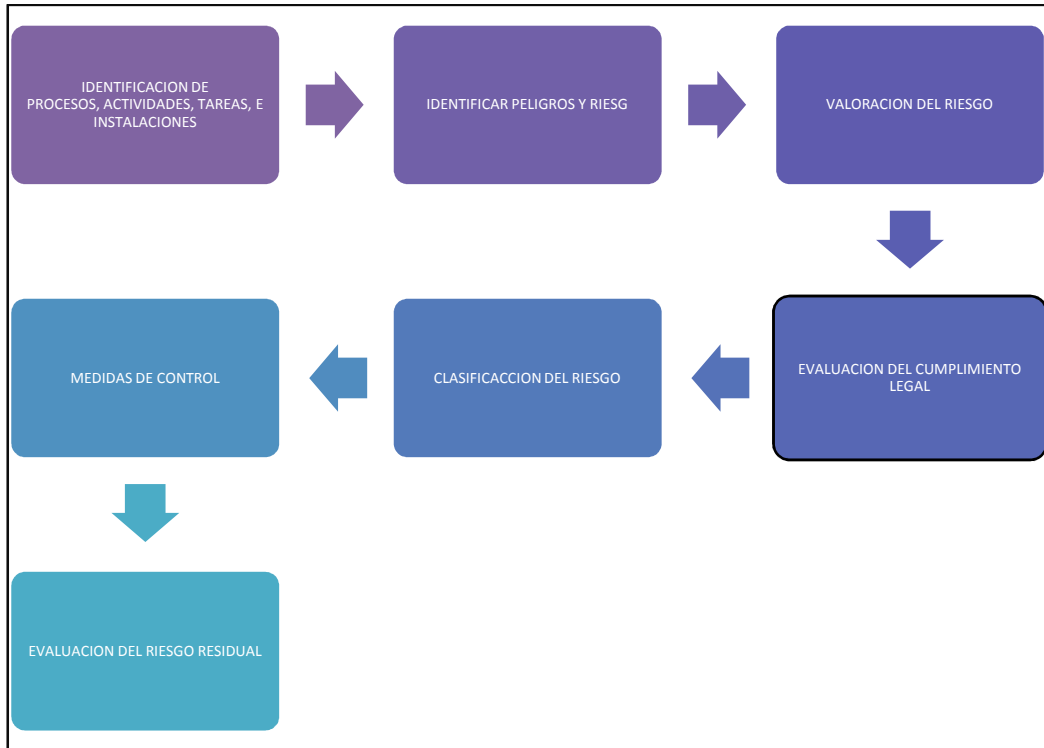 IDENTIFICACION DE
PROCESOS, ACTIVIDADES, TAREAS, E
INSTALACIONES
IDENTIFICAR PELIGROS Y RIESG
VALORACION DEL RIESGO
EVALUACION DEL CUMPLIMIENTO
LEGAL
CLASIFICACCION DEL RIESGO
MEDIDAS DE CONTROL
EVALUACION DEL RIESGO RESIDUAL